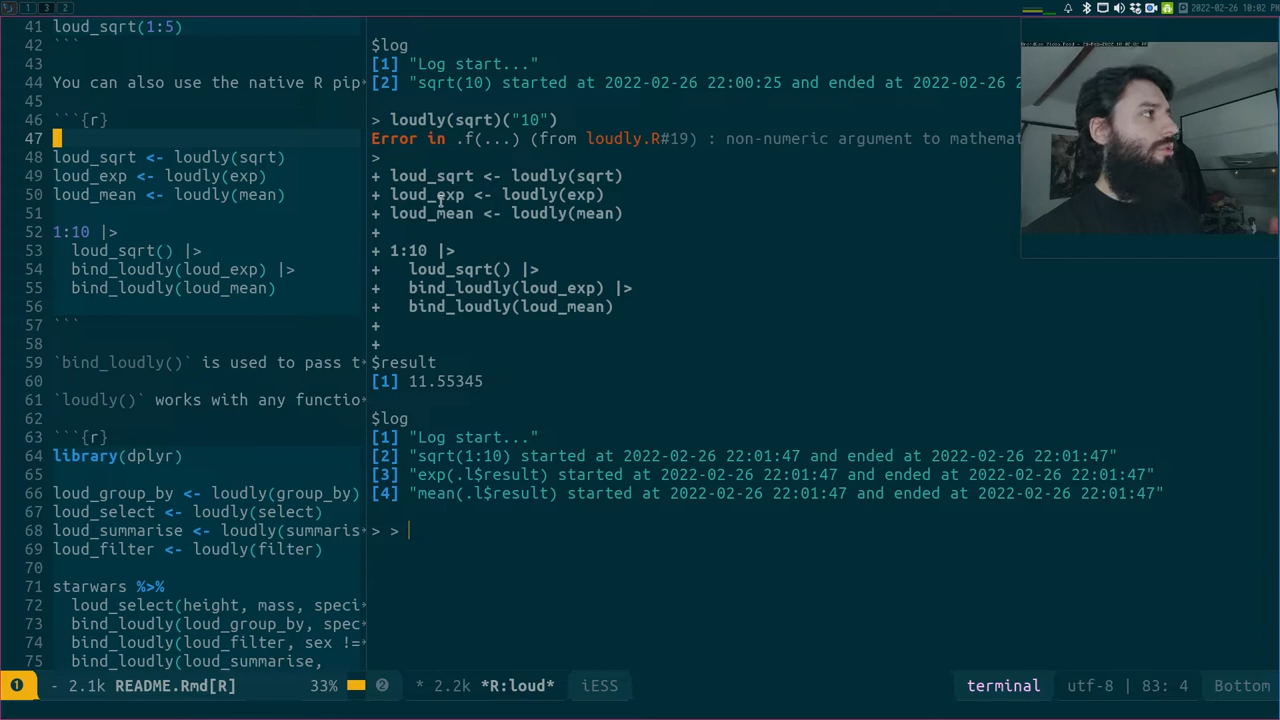 1 3 2
2022-02-26 10:02
41 loud_sqrt(1:5)
42 ```
43
44 You can also use the native R pip
45
46 ```{r}
47
48 loud_sqrt <- loudly(sqrt)
49 loud_exp <- loudly(exp)
50 loud_mean <- loudly(mean)
51
52 1:10 |>
53 loud_sqrt() |>
54 bind_loudly(loud_exp) |>
55 bind_loudly(loud_mean)
56
57 ```
58
59 `bind_loudly()` is used to pass t
60
61 `loudly()` works with any functio
62
63 ```{r}
64 library(dplyr)
65
66 loud_group_by <- loudly(group_by)
67 loud_select <- loudly(select)
68 loud_summarise <- loudly(summaris
69 loud_filter <- loudly(filter)
70
71 starwars %>%
72 loud_select(height, mass, speci
73 bind_loudly(loud_group_by, spec
74 bind_loudly(loud_filter, sex !=
75 bind_loudly(loud_summarise,
$log
[1] "Log start..."
[2] "sqrt(10) started at 2022-02-26 22:00:25 and ended at 2022-02-26
> loudly(sqrt)("10")
Error in .f(...) (from loudly.R#19) : non-numeric argument to mathemat
>
+ loud_sqrt <- loudly(sqrt)
+ loud_exp <- loudly(exp)
+ loud_mean <- loudly(mean)
+
+ 1:10 |>
+ loud_sqrt() |>
+ bind_loudly(loud_exp) |>
+ bind_loudly(loud_mean)
+
+
$result
[1] 11.55345
$log
[1] "Log start..."
[2] "sqrt(1:10) started at 2022-02-26 22:01:47 and ended at 2022-02-26 22:01:47"
[3] "exp(.l$result) started at 2022-02-26 22:01:47 and ended at 2022-02-26 22:01:47"
[4] "mean(.l$result) started at 2022-02-26 22:01:47 and ended at 2022-02-26 22:01:47"
> >
1 - 2.1k README.Rmd[R] 33% 2 * 2.2k *R:loud* iESS terminal utf-8 | 83: 4 Bottom